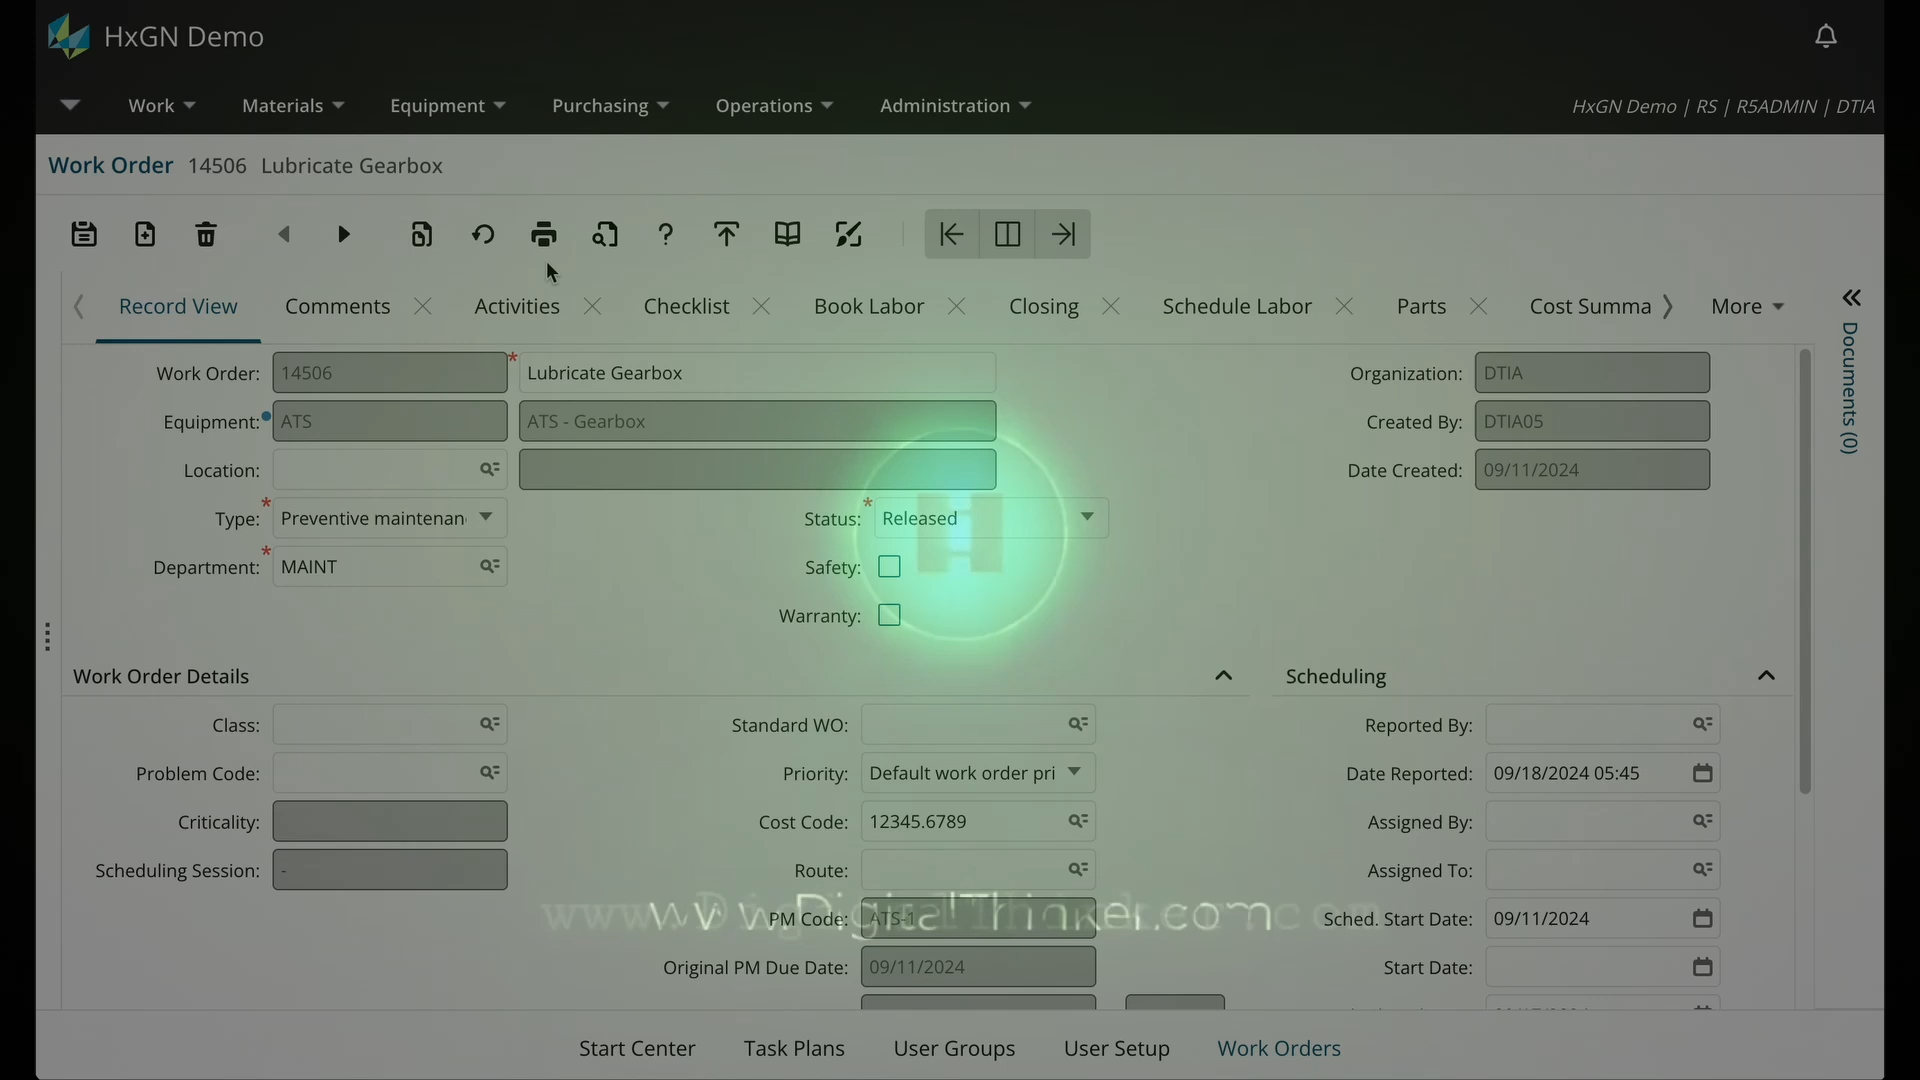 HxGN Demo
Work Materials Equipment Purchasing Operations Administration HxGN Demo | RS | R5ADMIN | DTIA
Work Order 14506 Lubricate Gearbox
Record View Comments Activities Checklist Book Labor Closing Schedule Labor Parts Cost Summa More
Documents (0)
Work Order: 14506 * Lubricate Gearbox Organization: DTIA
Equipment: ATS ATS - Gearbox Created By: DTIA05
Location: Date Created: 09/11/2024
Type: * Preventive maintenan Status: * Released
Department: * MAINT Safety:
Warranty:
Work Order Details Scheduling
Class: Standard WO: Reported By:
Problem Code: Priority: Default work order pri Date Reported: 09/18/2024 05:45
Criticality: Cost Code: 12345.6789 Assigned By:
Scheduling Session: - Route: Assigned To:
PM Code: ATS-1 Sched. Start Date: 09/11/2024
www.DigitalThinker.com
Original PM Due Date: 09/11/2024 Start Date:
Start Center Task Plans User Groups User Setup Work Orders